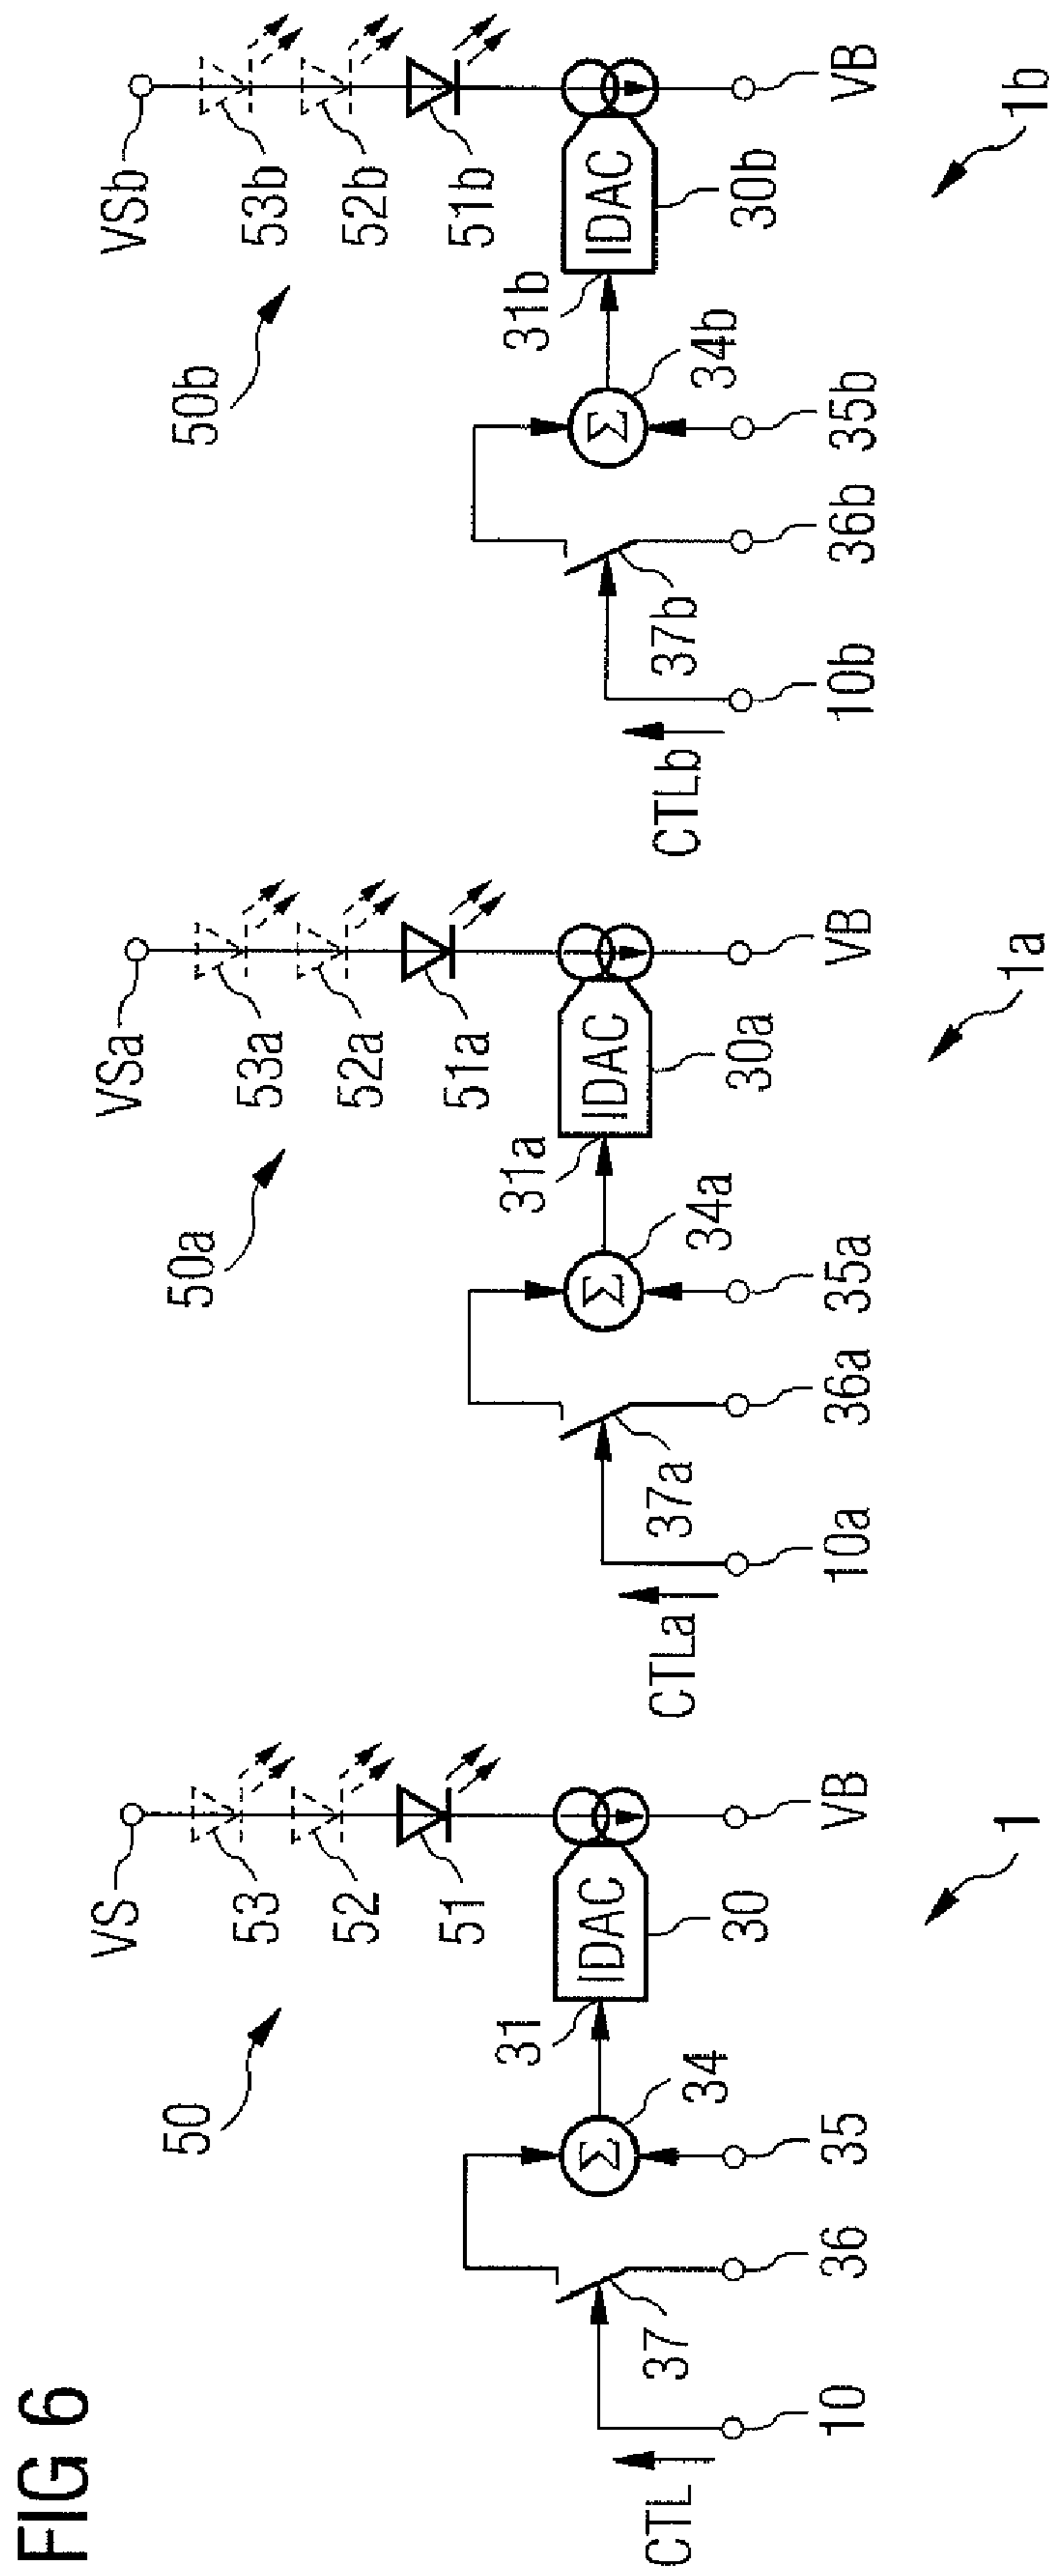 FIG 6
CTL
10
37
36
35
34
31
IDAC
30
50
VS
53
52
51
VB
1
CTLa
10a
37a
36a
35a
34a
31a
IDAC
30a
50a
VSa
53a
52a
51a
VB
1a
CTLb
10b
37b
36b
35b
34b
31b
IDAC
30b
50b
VSb
53b
52b
51b
VB
1b
Σ
Σ
Σ